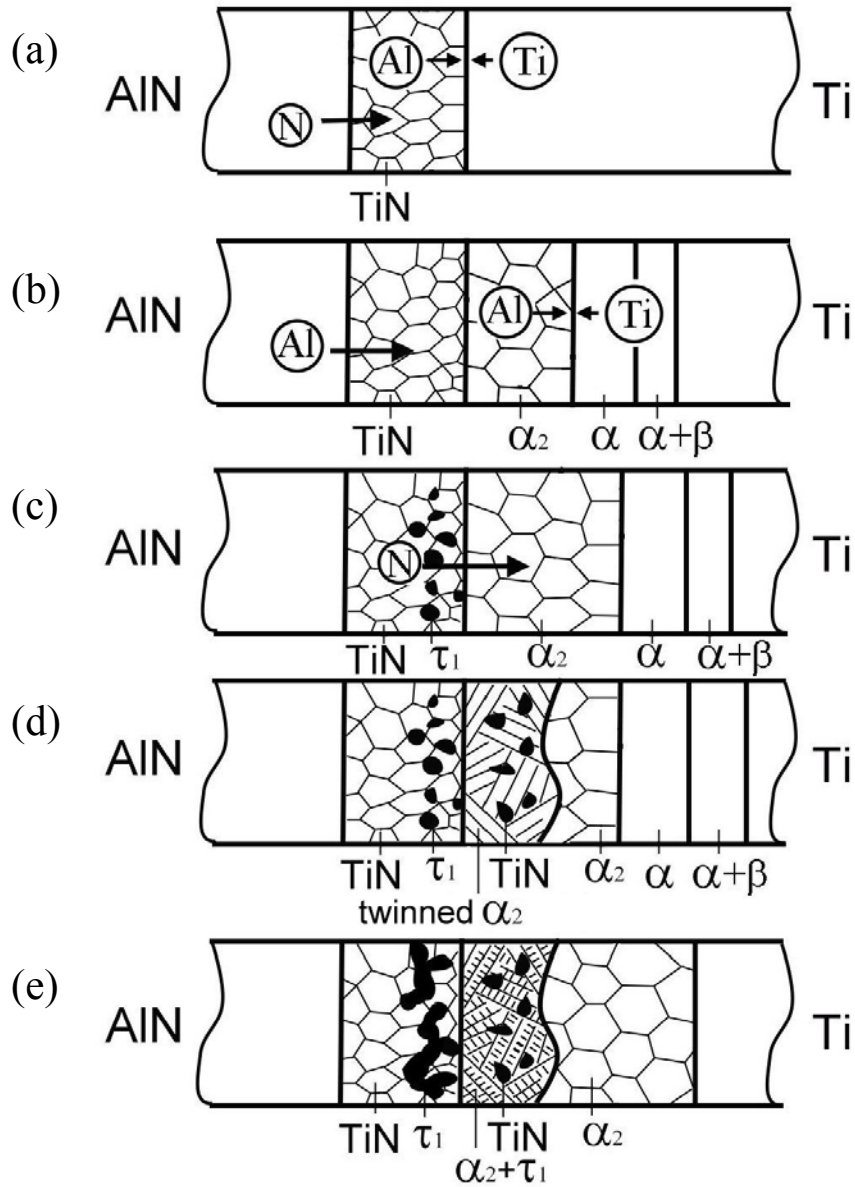 (a)
AlN Al Ti Ti
N
TiN
(b)
AlN Al Ti Ti
Al
TiN α₂ α α+β
(c)
AlN N Ti
TiN τ₁ α₂ α α+β
(d)
AlN Ti
TiN τ₁ TiN α₂ α α+β
twinned α₂
(e)
AlN Ti
TiN τ₁ TiN α₂
α₂+τ₁